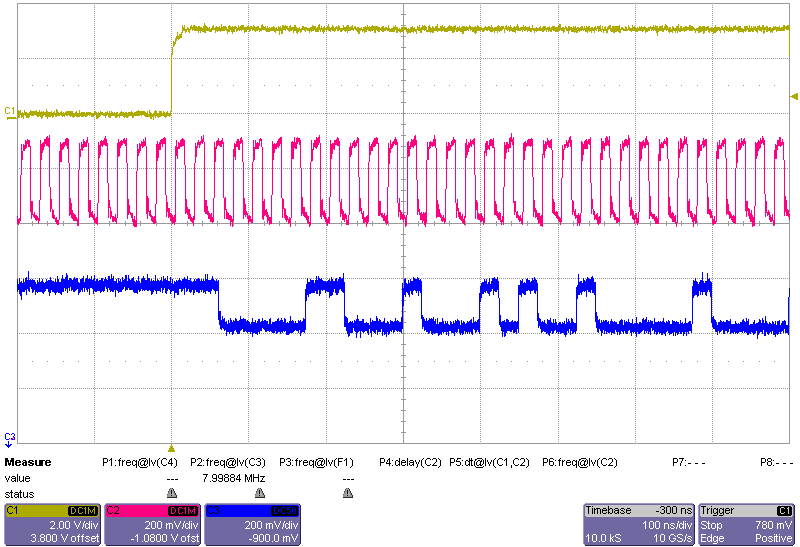 C1
C3
Measure P1:freq@lv(C4) P2:freq@lv(C3) P3:freq@lv(F1) P4:delay(C2) P5:dt@lv(C1,C2) P6:freq@lv(C2) P7:- - - P8:- - -
value --- 7.99884 MHz ---
status
C1 DC1M
2.00 V/div
3.800 V offset
C2 DC1M
200 mV/div
-1.0800 V ofst
200 mV/div
-900.0 mV
Timebase -300 ns
100 ns/div
10.0 kS 10 GS/s
Trigger C1
Stop 780 mV
Edge Positive